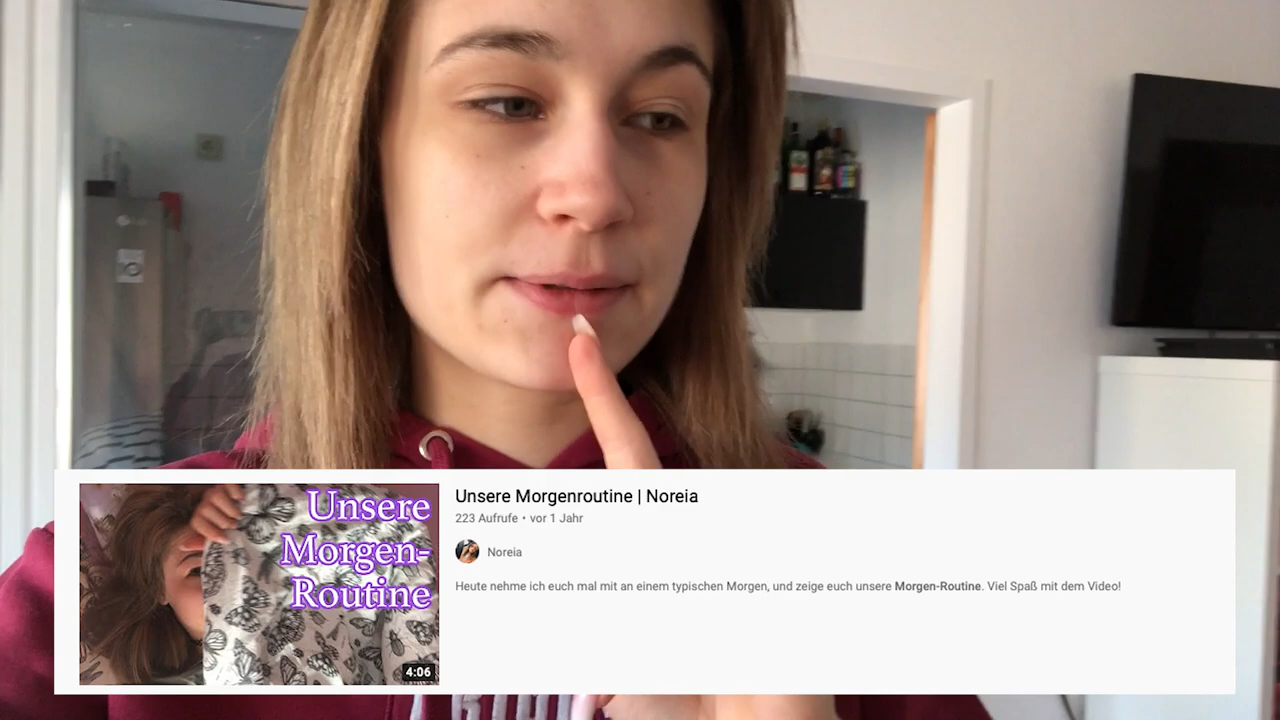 Unsere
Morgen-
Routine
4:06
Unsere Morgenroutine | Noreia
223 Aufrufe • vor 1 Jahr
Noreia
Heute nehme ich euch mal mit an einem typischen Morgen, und zeige euch unsere Morgen-Routine. Viel Spaß mit dem Video!